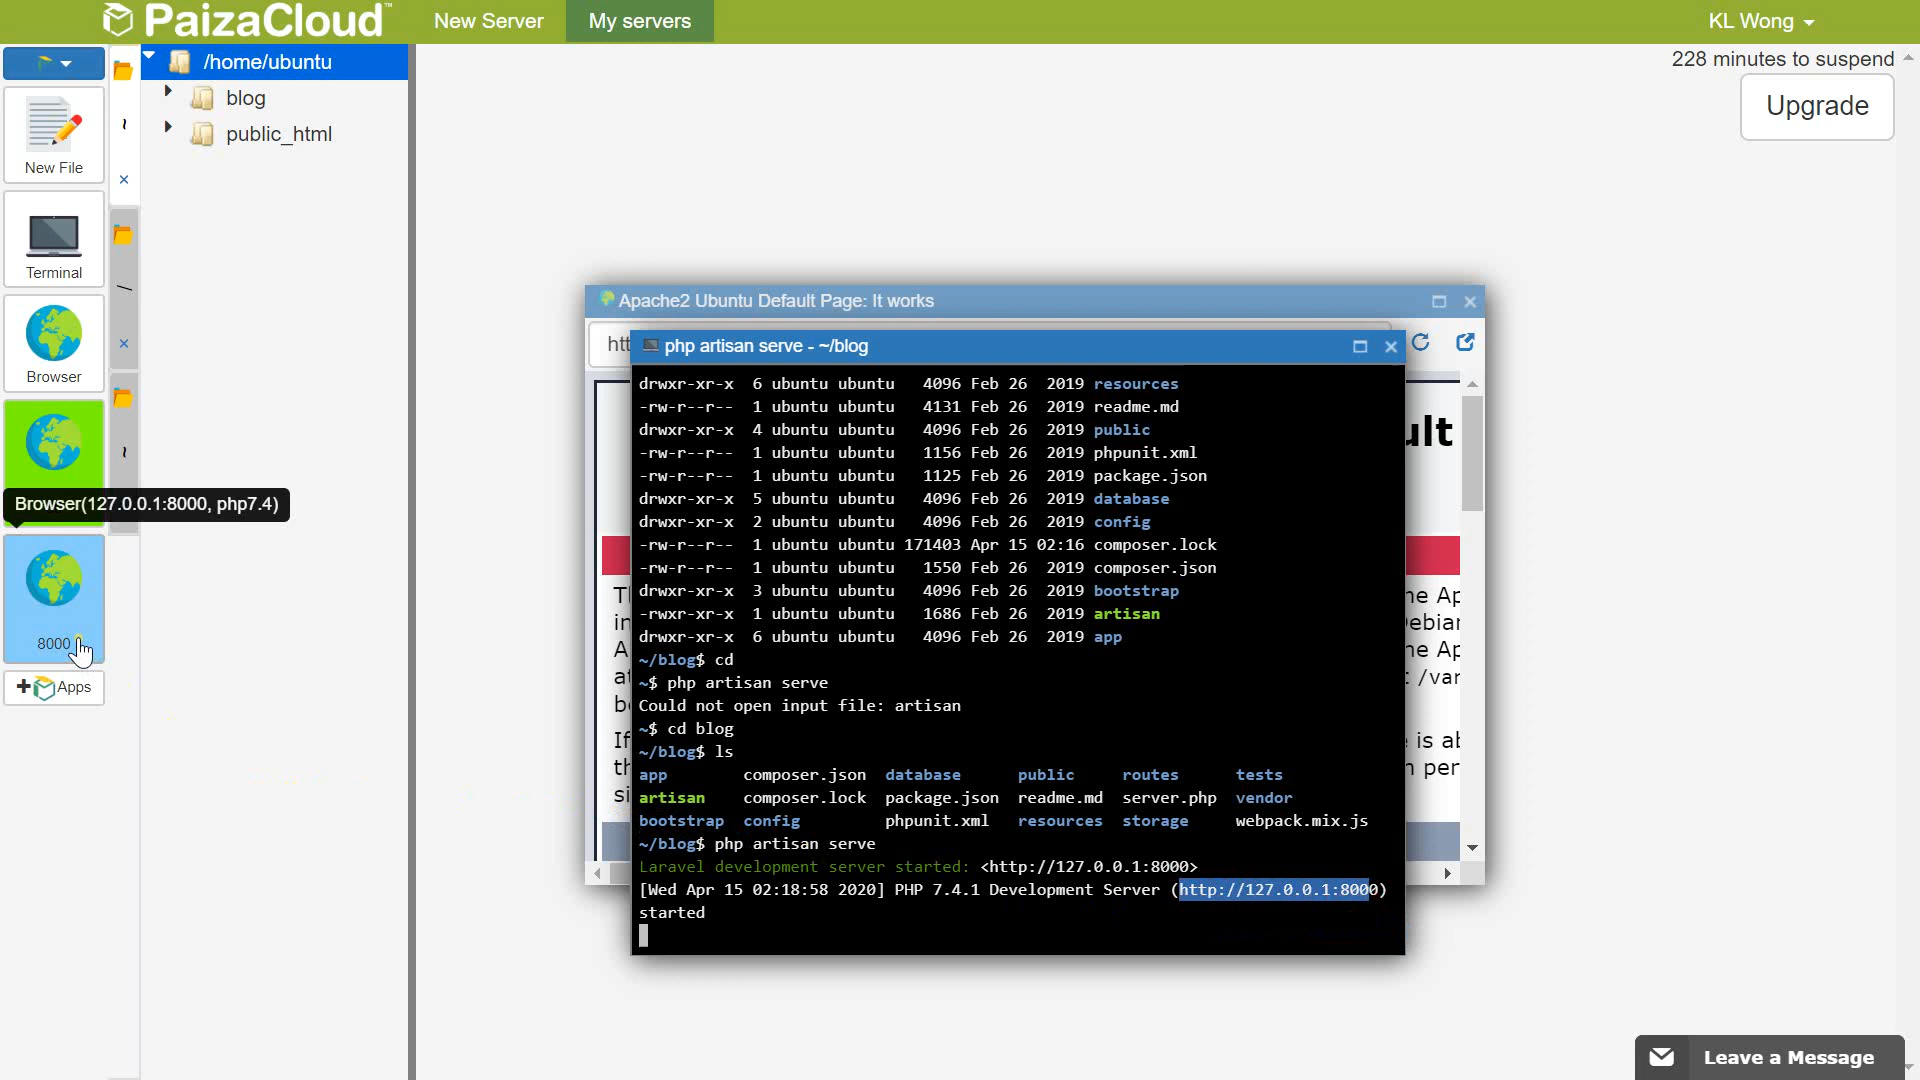 PaizaCloud™ New Server My servers KL Wong
228 minutes to suspend
Upgrade
/home/ubuntu
blog
public_html
New File
~
×
Terminal
/
×
Browser
~
Browser(127.0.0.1:8000, php7.4)
8000
Apps
Apache2 Ubuntu Default Page: It works
htt
php artisan serve - ~/blog
drwxr-xr-x 6 ubuntu ubuntu 4096 Feb 26 2019 resources
-rw-r--r-- 1 ubuntu ubuntu 4131 Feb 26 2019 readme.md
drwxr-xr-x 4 ubuntu ubuntu 4096 Feb 26 2019 public
-rw-r--r-- 1 ubuntu ubuntu 1156 Feb 26 2019 phpunit.xml
-rw-r--r-- 1 ubuntu ubuntu 1125 Feb 26 2019 package.json
drwxr-xr-x 5 ubuntu ubuntu 4096 Feb 26 2019 database
drwxr-xr-x 2 ubuntu ubuntu 4096 Feb 26 2019 config
-rw-r--r-- 1 ubuntu ubuntu 171403 Apr 15 02:16 composer.lock
-rw-r--r-- 1 ubuntu ubuntu 1550 Feb 26 2019 composer.json
drwxr-xr-x 3 ubuntu ubuntu 4096 Feb 26 2019 bootstrap
-rwxr-xr-x 1 ubuntu ubuntu 1686 Feb 26 2019 artisan
drwxr-xr-x 6 ubuntu ubuntu 4096 Feb 26 2019 app
~/blog$ cd
~$ php artisan serve
Could not open input file: artisan
~$ cd blog
~/blog$ ls
app composer.json database public routes tests
artisan composer.lock package.json readme.md server.php vendor
bootstrap config phpunit.xml resources storage webpack.mix.js
~/blog$ php artisan serve
Laravel development server started: <http://127.0.0.1:8000>
[Wed Apr 15 02:18:58 2020] PHP 7.4.1 Development Server (http://127.0.0.1:8000)
started
Leave a Message